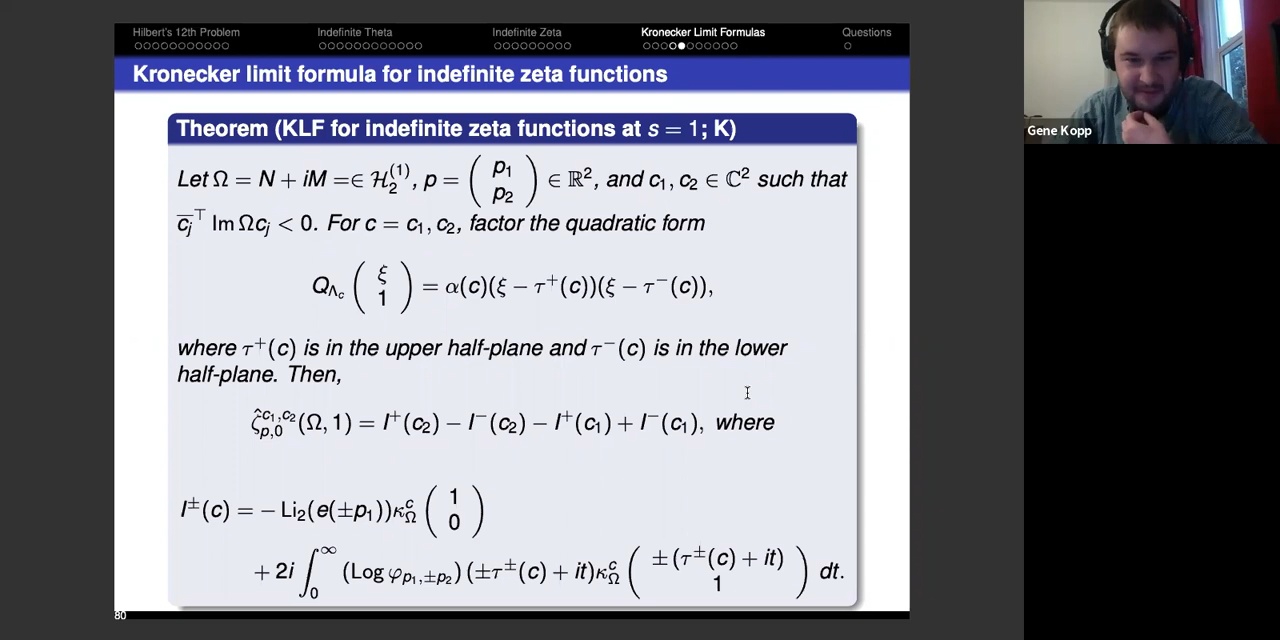 Hilbert's 12th Problem Indefinite Theta Indefinite Zeta Kronecker Limit Formulas Questions
Kronecker limit formula for indefinite zeta functions
Theorem (KLF for indefinite zeta functions at s = 1; K)
Let Ω = N + iM =∈ ℋ₂⁽¹⁾, p = ( p₁ p₂ ) ∈ ℝ², and c₁, c₂ ∈ ℂ² such that
c̅ⱼ^⊤ Im Ωcⱼ < 0. For c = c₁, c₂, factor the quadratic form
Q_{Λ_c} ( ξ 1 ) = α(c)(ξ − τ⁺(c))(ξ − τ⁻(c)),
where τ⁺(c) is in the upper half-plane and τ⁻(c) is in the lower
half-plane. Then,
ζ̂_{p,0}^{c₁,c₂}(Ω, 1) = I⁺(c₂) − I⁻(c₂) − I⁺(c₁) + I⁻(c₁), where
I^±(c) = − Li₂(e(±p₁))κ_Ω^c ( 1 0 )
+ 2i ∫₀^∞ (Log φ_{p₁,±p₂}) (±τ^±(c) + it)κ_Ω^c ( ±(τ^±(c) + it) 1 ) dt.
80
Gene Kopp